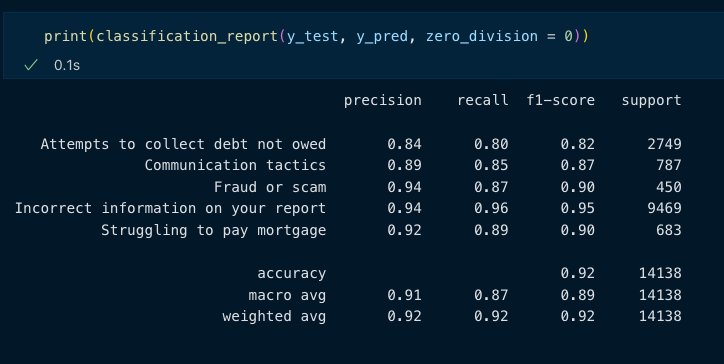 print(classification_report(y_test, y_pred, zero_division = 0))
✓ 0.1s
precision recall f1-score support
Attempts to collect debt not owed 0.84 0.80 0.82 2749
Communication tactics 0.89 0.85 0.87 787
Fraud or scam 0.94 0.87 0.90 450
Incorrect information on your report 0.94 0.96 0.95 9469
Struggling to pay mortgage 0.92 0.89 0.90 683
accuracy 0.92 14138
macro avg 0.91 0.87 0.89 14138
weighted avg 0.92 0.92 0.92 14138